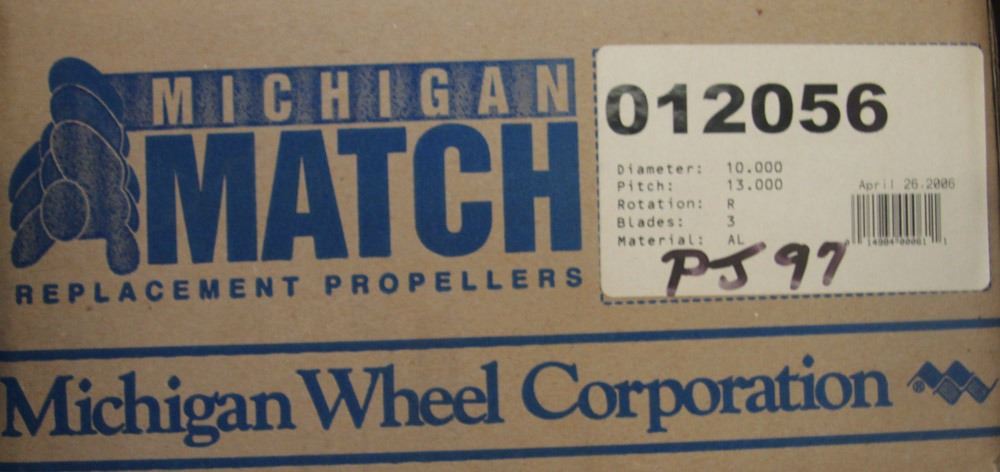 MICHIGAN
MATCH
REPLACEMENT PROPELLERS
012056
Diameter: 10.000
Pitch: 13.000
Rotation: R
Blades: 3
Material: AL
April 26.2006
PJ 97
Michigan Wheel Corporation ®